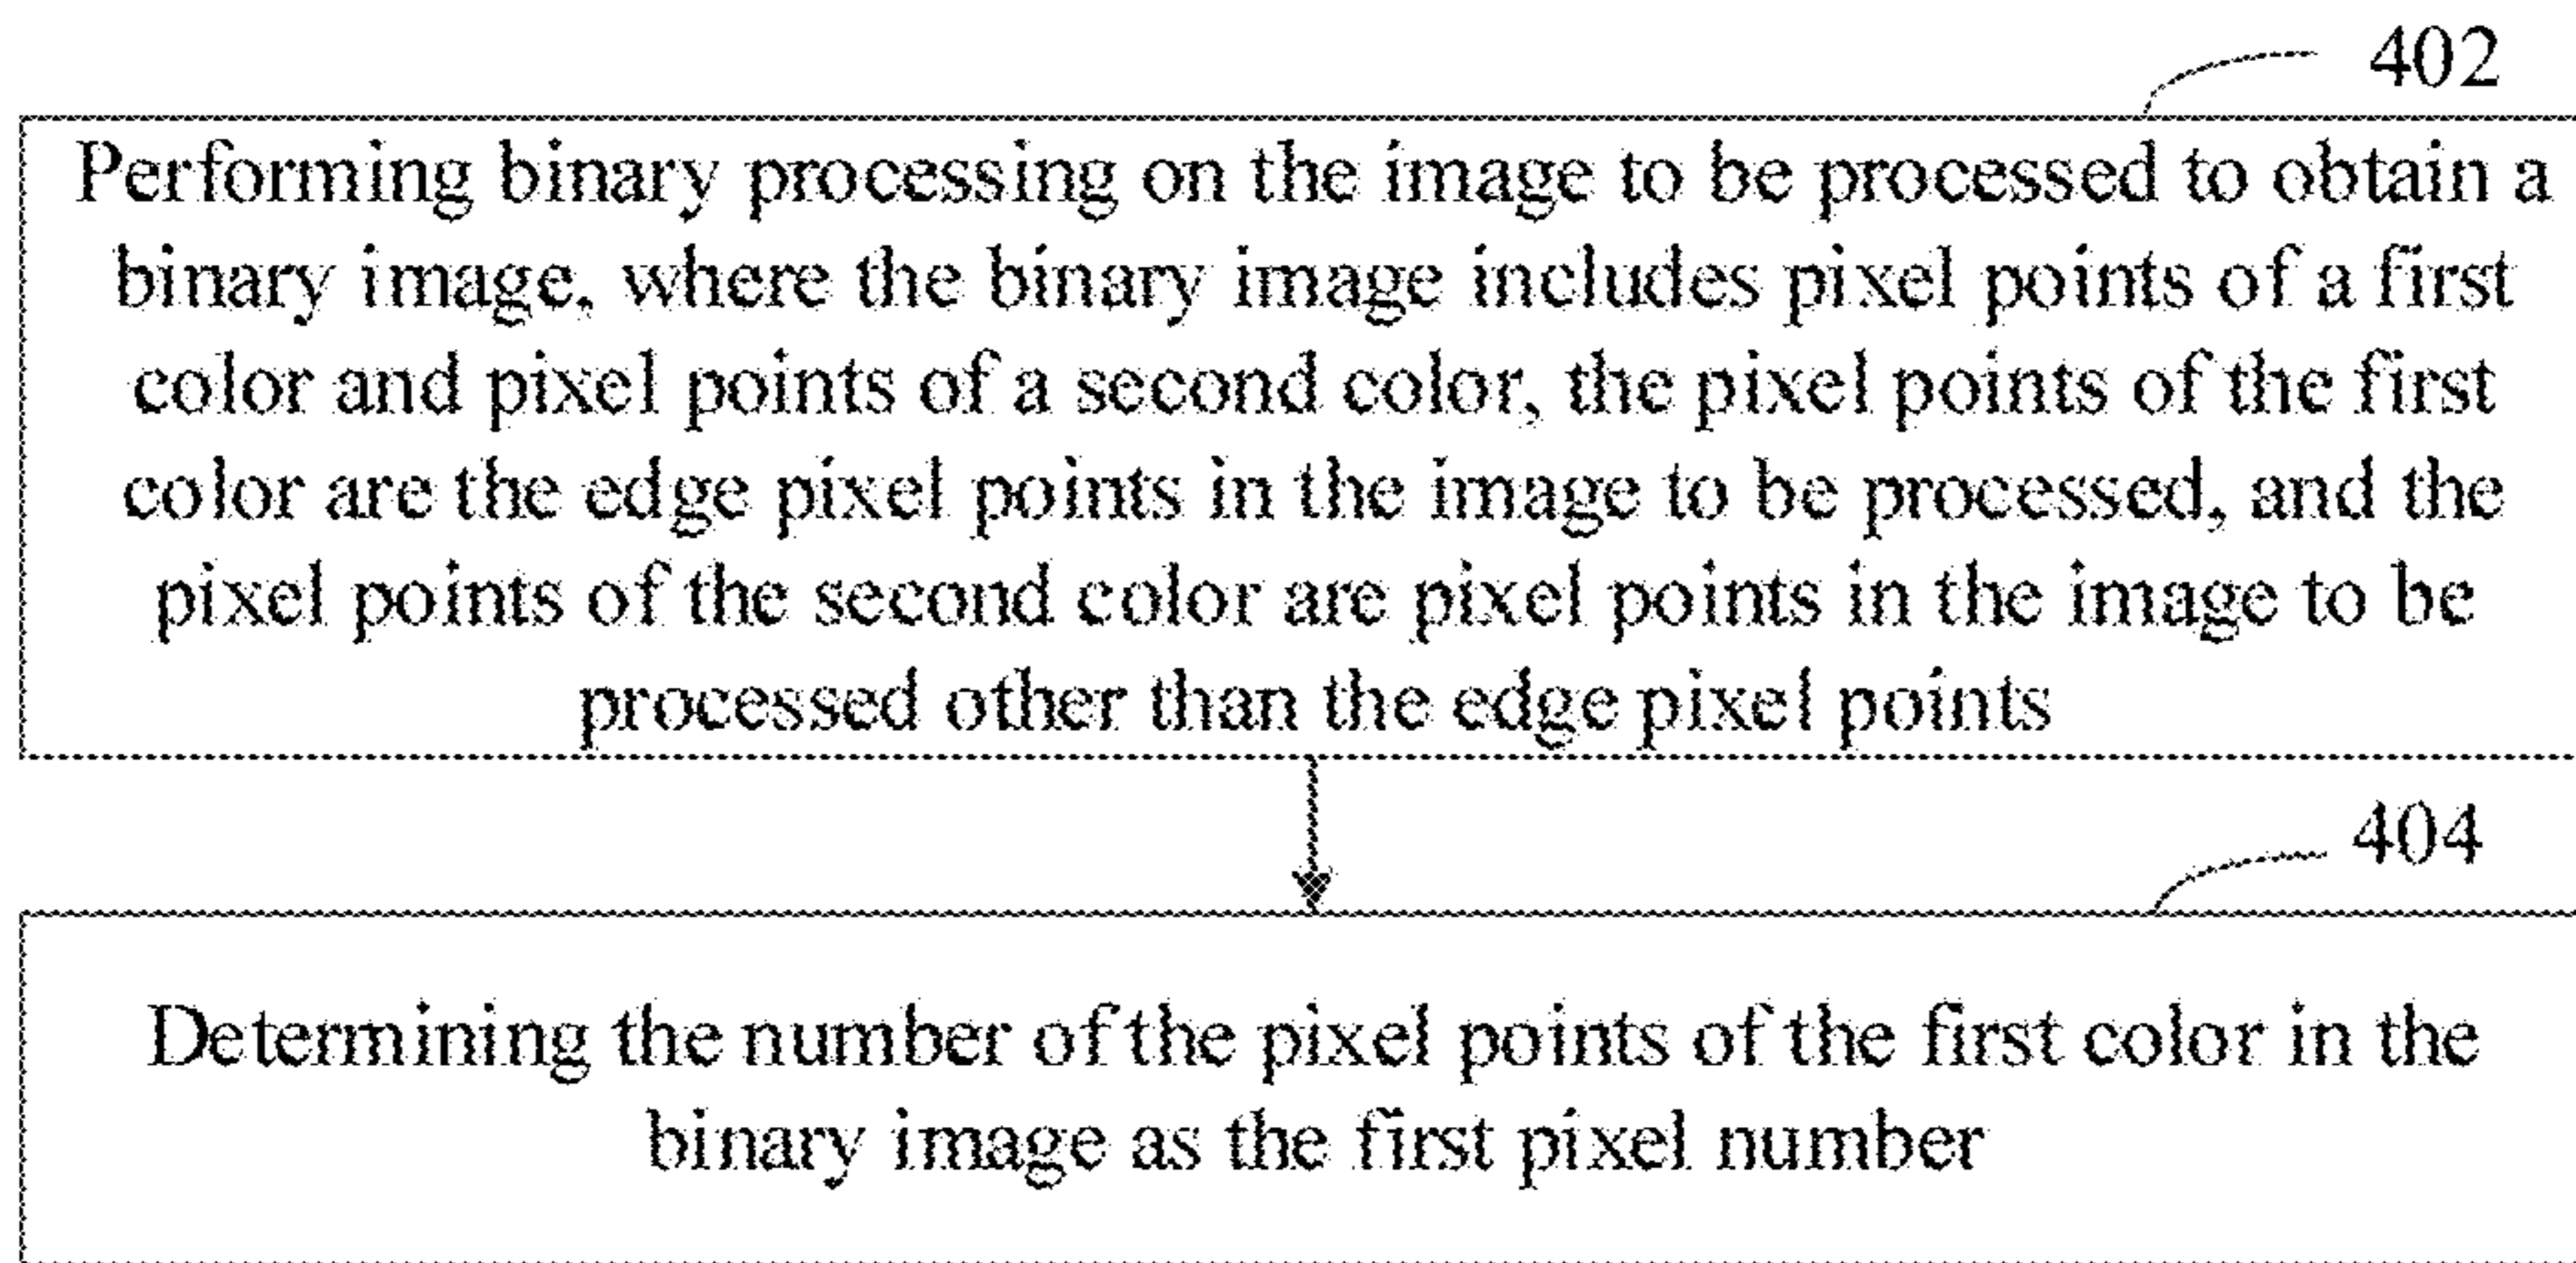 402
Performing binary processing on the image to be processed to obtain a
binary image, where the binary image includes pixel points of a first
color and pixel points of a second color, the pixel points of the first
color are the edge pixel points in the image to be processed, and the
pixel points of the second color are pixel points in the image to be
processed other than the edge pixel points
404
Determining the number of the pixel points of the first color in the
binary image as the first pixel number